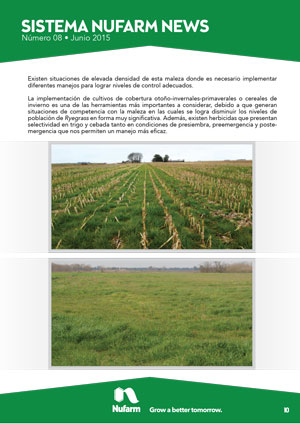 SISTEMA NUFARM NEWS
Número 08 • Junio 2015
Existen situaciones de elevada densidad de esta maleza donde es necesario implementar
diferentes manejos para lograr niveles de control adecuados.
La implementación de cultivos de cobertura otoño-invernales-primaverales o cereales de
invierno es una de las herramientas más importantes a considerar, debido a que generan
situaciones de competencia con la maleza en las cuales se logra disminuir los niveles de
población de Ryegrass en forma muy significativa. Además, existen herbicidas que presentan
selectividad en trigo y cebada tanto en condiciones de presiembra, preemergencia y poste-
mergencia que nos permiten un manejo más eficaz.
Nufarm
Grow a better tomorrow.
10